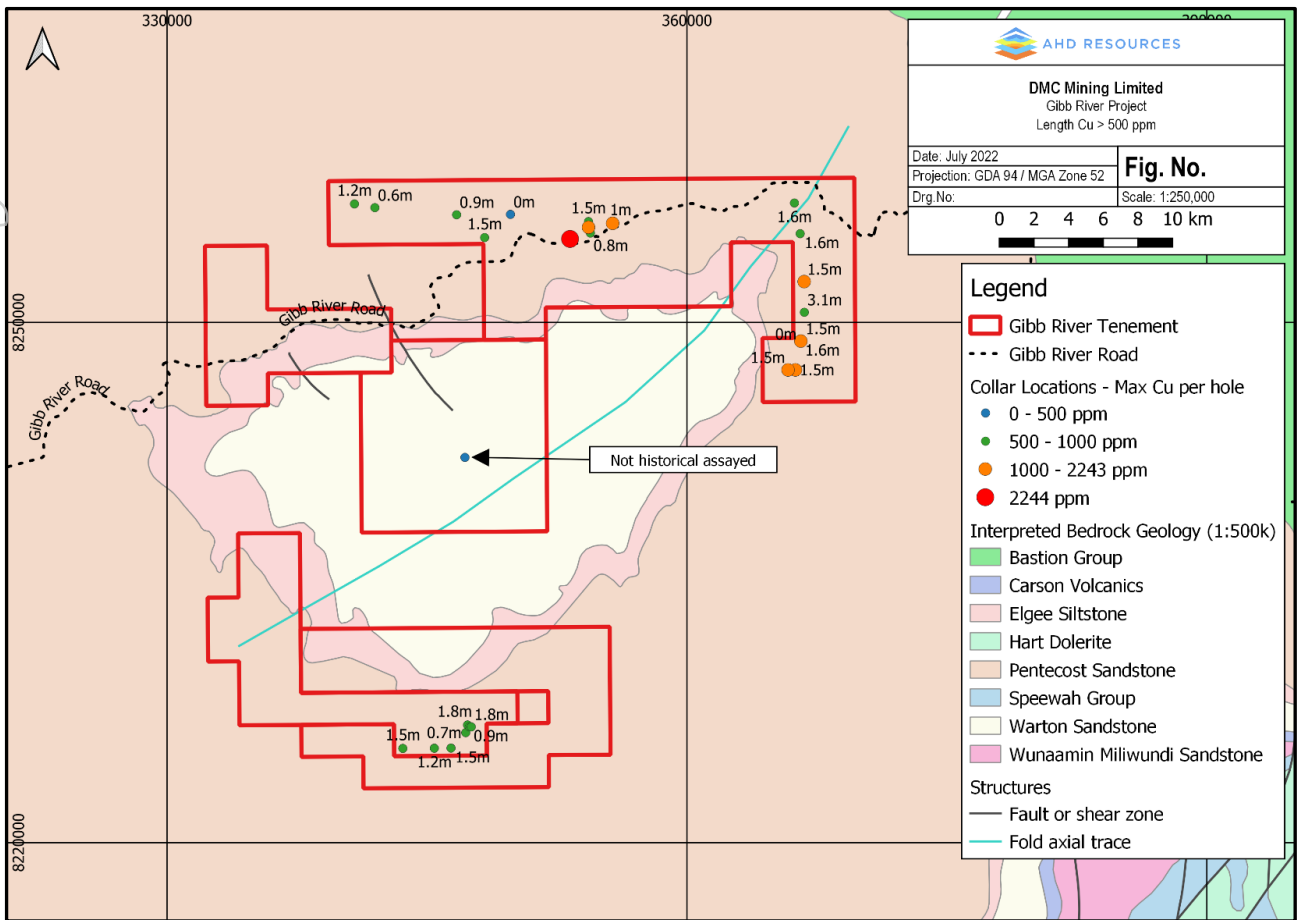 330000
360000
AHD RESOURCES
DMC Mining Limited
Gibb River Project
Length Cu > 500 ppm
Date: July 2022
Projection: GDA 94 / MGA Zone 52
Drg.No:
Fig. No.
Scale: 1:250,000
0 2 4 6 8 10 km
1.2m
0.6m
0.9m
0m
1.5m
1.5m
1m
0.8m
1.6m
1.6m
1.5m
3.1m
1.5m
0m
1.6m
1.5m
1.5m
8250000
Gibb River Road
Gibb River Road
Not historical assayed
1.8m
1.8m
1.5m
0.7m
0.9m
1.2m
1.5m
8220000
Legend
Gibb River Tenement
Gibb River Road
Collar Locations - Max Cu per hole
0 - 500 ppm
500 - 1000 ppm
1000 - 2243 ppm
2244 ppm
Interpreted Bedrock Geology (1:500k)
Bastion Group
Carson Volcanics
Elgee Siltstone
Hart Dolerite
Pentecost Sandstone
Speewah Group
Warton Sandstone
Wunaamin Miliwundi Sandstone
Structures
Fault or shear zone
Fold axial trace